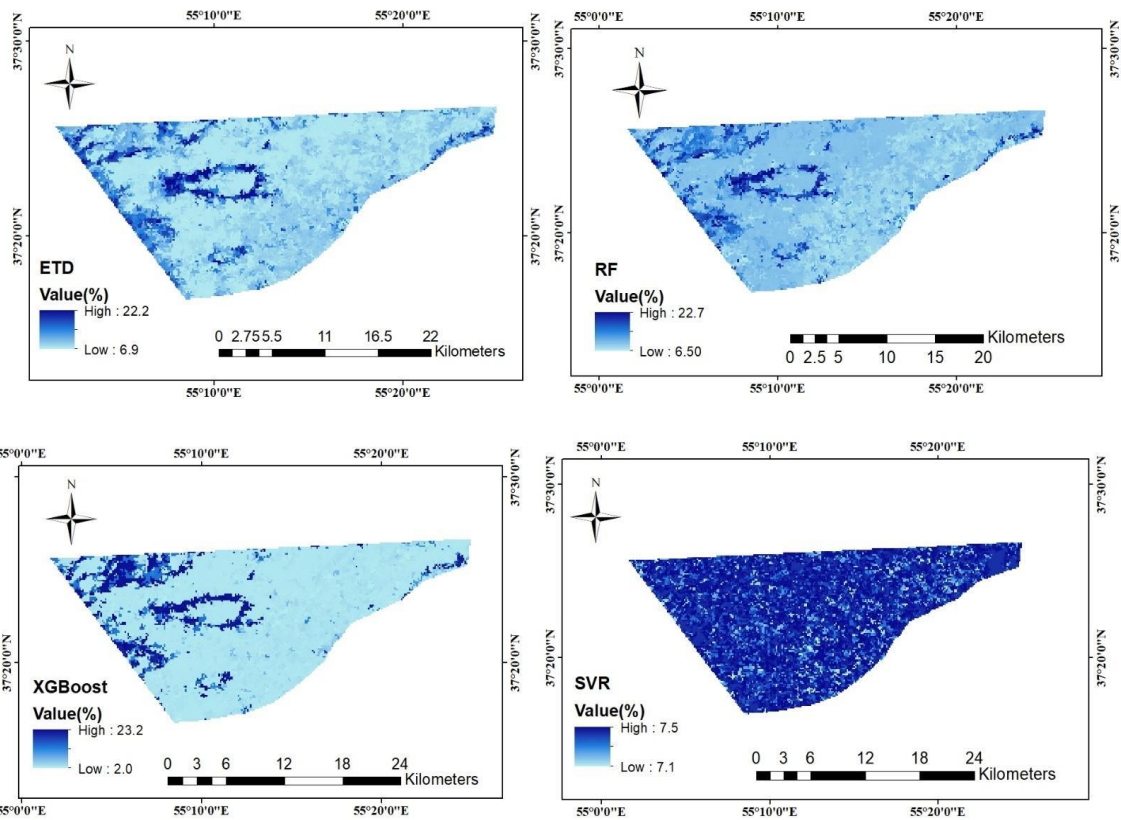 55°10'0"E 55°20'0"E
37°30'0"N
37°30'0"N
N
37°20'0"N
37°20'0"N
ETD
Value(%)
High : 22.2
Low : 6.9
0 2.75 5.5 11 16.5 22
Kilometers
55°10'0"E 55°20'0"E
55°0'0"E 55°10'0"E 55°20'0"E
37°30'0"N
N
37°20'0"N
RF
Value(%)
High : 22.7
Low : 6.50
Kilometers
0 2.5 5 10 15 20
55°0'0"E 55°10'0"E 55°20'0"E
55°0'0"E 55°10'0"E 55°20'0"E
37°30'0"N
N
37°20'0"N
37°20'0"N
XGBoost
Value(%)
High : 23.2
Low : 2.0
0 3 6 12 18 24
Kilometers
55°0'0"E 55°10'0"E 55°20'0"E
55°0'0"E 55°10'0"E 55°20'0"E
37°30'0"N
37°30'0"N
N
37°20'0"N
37°20'0"N
SVR
Value(%)
High : 7.5
Low : 7.1
0 3 6 12 18 24
Kilometers
55°0'0"E 55°10'0"E 55°20'0"E